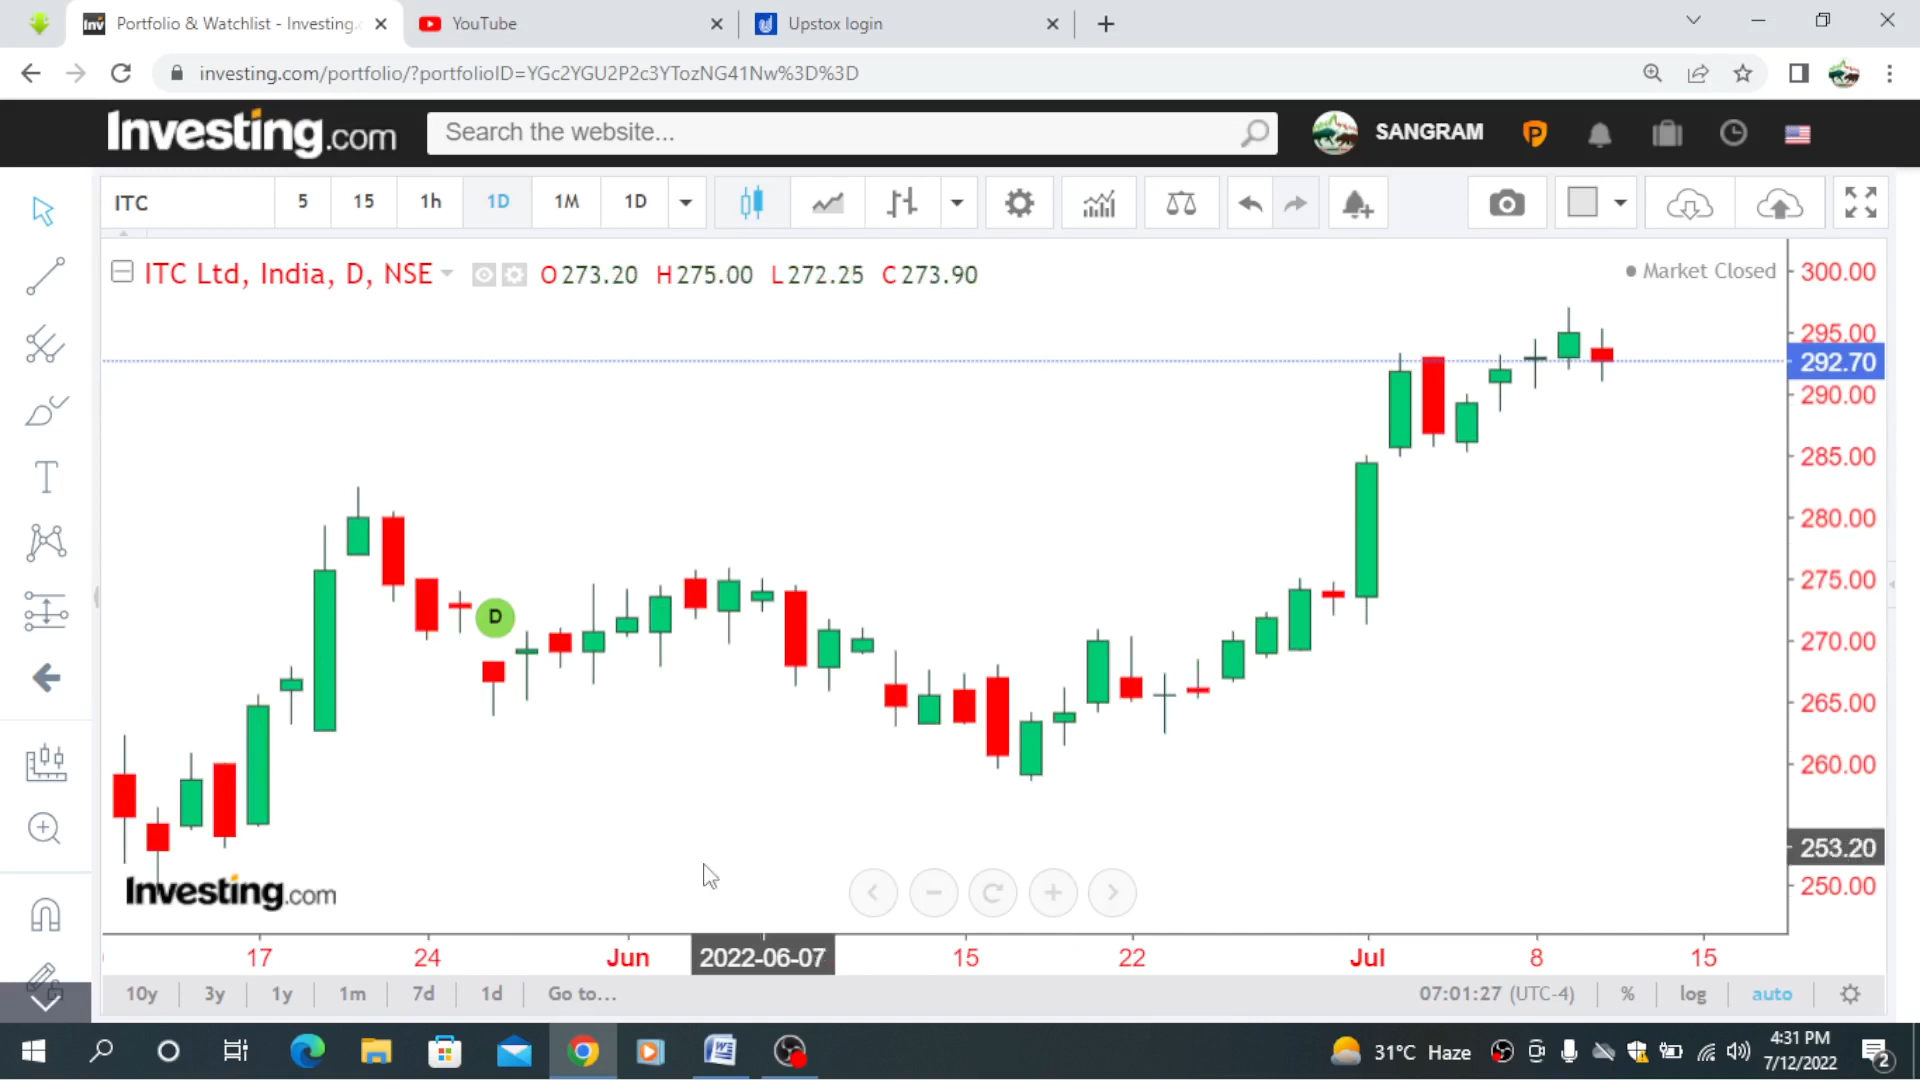 Portfolio & Watchlist - Investing.
YouTube
Upstox login
investing.com/portfolio/?portfolioID=YGc2YGU2P2c3YTozNG41Nw%3D%3D
Investing.com
Search the website...
SANGRAM
P
ITC 5 15 1h 1D 1M 1D
ITC Ltd, India, D, NSE O273.20 H275.00 L272.25 C273.90
Market Closed
300.00
295.00
292.70
290.00
285.00
280.00
275.00
270.00
265.00
260.00
253.20
250.00
D
T
Investing.com
17 24 Jun 2022-06-07 15 22 Jul 8 15
10y 3y 1y 1m 7d 1d Go to... 07:01:27 (UTC-4) % log auto
31°C Haze
4:31 PM
7/12/2022
2